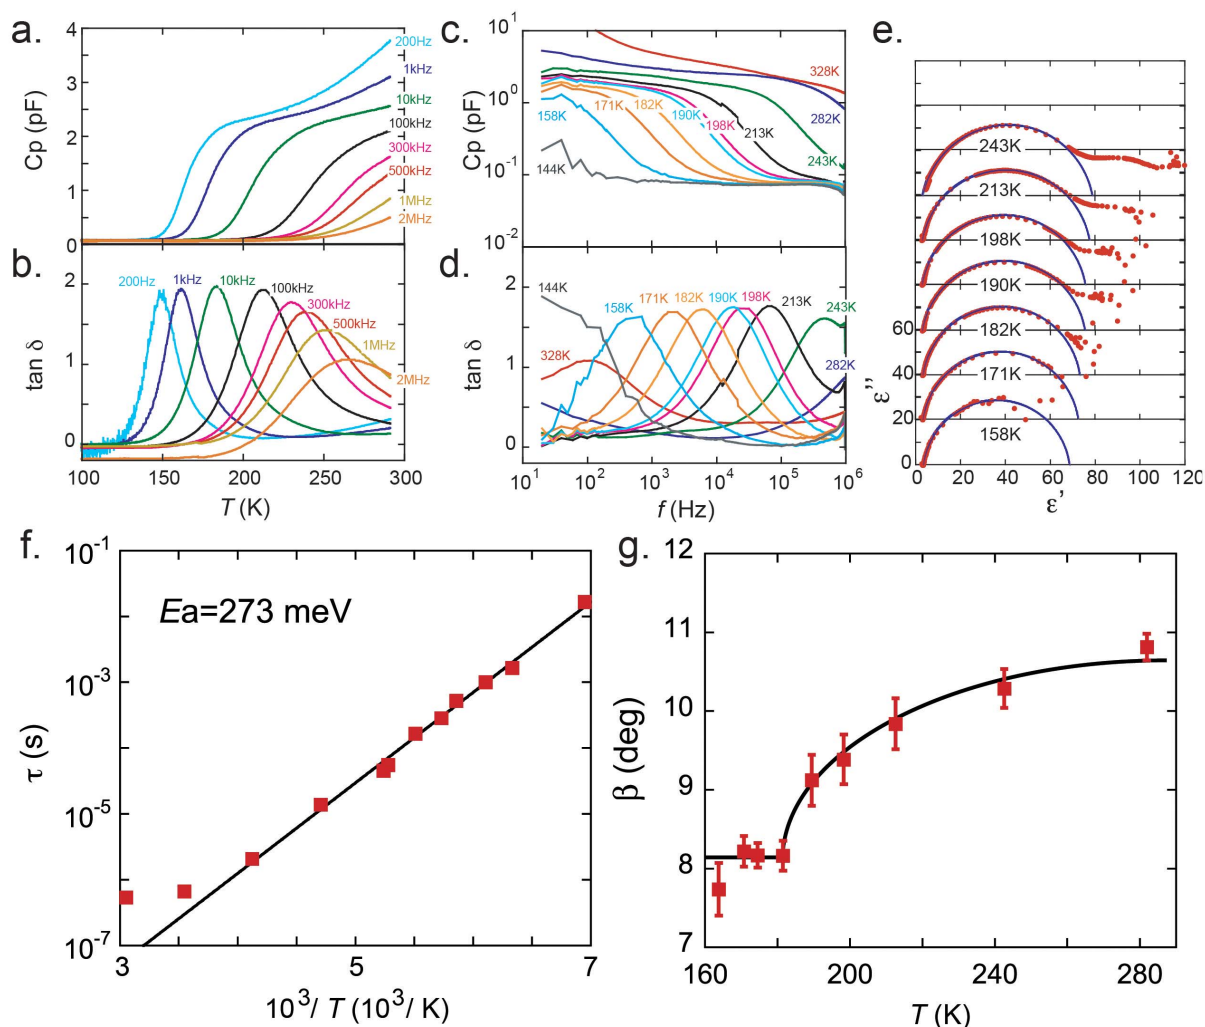 a.
4
3
2
1
0
Cp (pF)
200Hz
1kHz
10kHz
100kHz
300kHz
500kHz
1MHz
2MHz
b.
2
1
0
tan δ
200Hz
1kHz
10kHz
100kHz
300kHz
500kHz
1MHz
2MHz
100 150 200 250 300
T (K)
c.
10^1
10^0
10^-1
10^-2
Cp (pF)
328K
282K
243K
213K
198K
190K
182K
171K
158K
144K
d.
2
1
0
tan δ
144K
158K
171K
182K
190K
198K
213K
243K
328K
282K
10^1 10^2 10^3 10^4 10^5 10^6
f (Hz)
e.
243K
213K
198K
190K
182K
171K
158K
60
40
20
0
ε''
0 20 40 60 80 100 120
ε'
f.
Ea=273 meV
10^-1
10^-3
10^-5
10^-7
τ (s)
3 5 7
10^3/ T (10^3/ K)
g.
12
11
10
9
8
7
β (deg)
160 200 240 280
T (K)